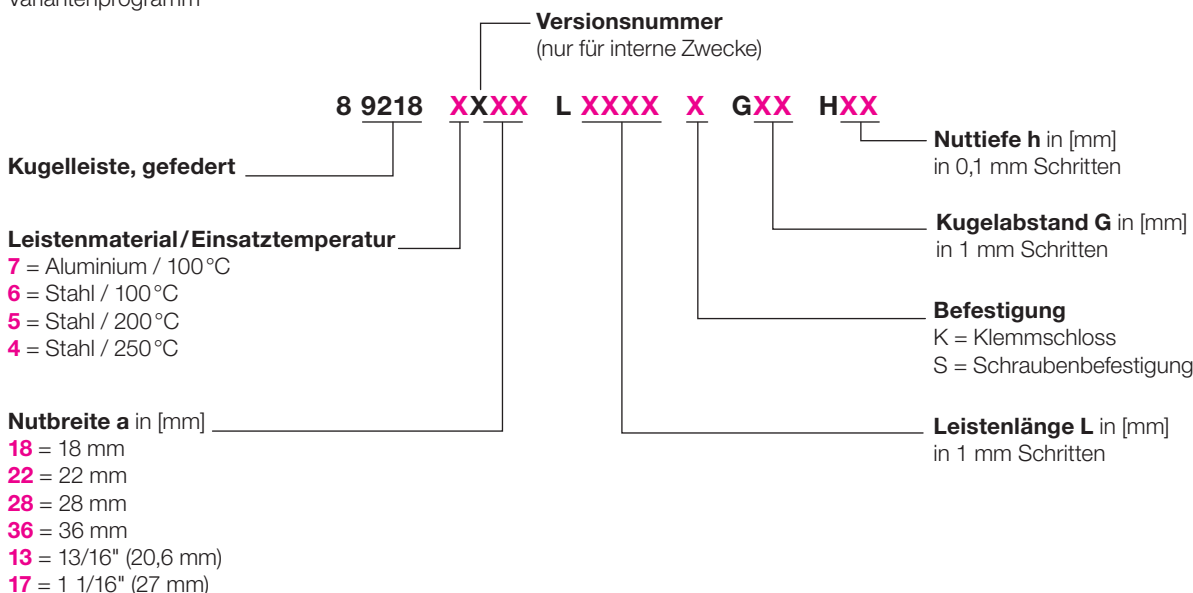 Variantenprogramm
Versionsnummer
(nur für interne Zwecke)
8 9218 XXXX L XXXX X GXX HXX
Kugelleiste, gefedert
Leistenmaterial/Einsatztemperatur
7 = Aluminium / 100°C
6 = Stahl / 100°C
5 = Stahl / 200°C
4 = Stahl / 250°C
Nutbreite a in [mm]
18 = 18 mm
22 = 22 mm
28 = 28 mm
36 = 36 mm
13 = 13/16" (20,6 mm)
17 = 1 1/16" (27 mm)
Nuttiefe h in [mm]
in 0,1 mm Schritten
Kugelabstand G in [mm]
in 1 mm Schritten
Befestigung
K = Klemmschloss
S = Schraubenbefestigung
Leistenlänge L in [mm]
in 1 mm Schritten